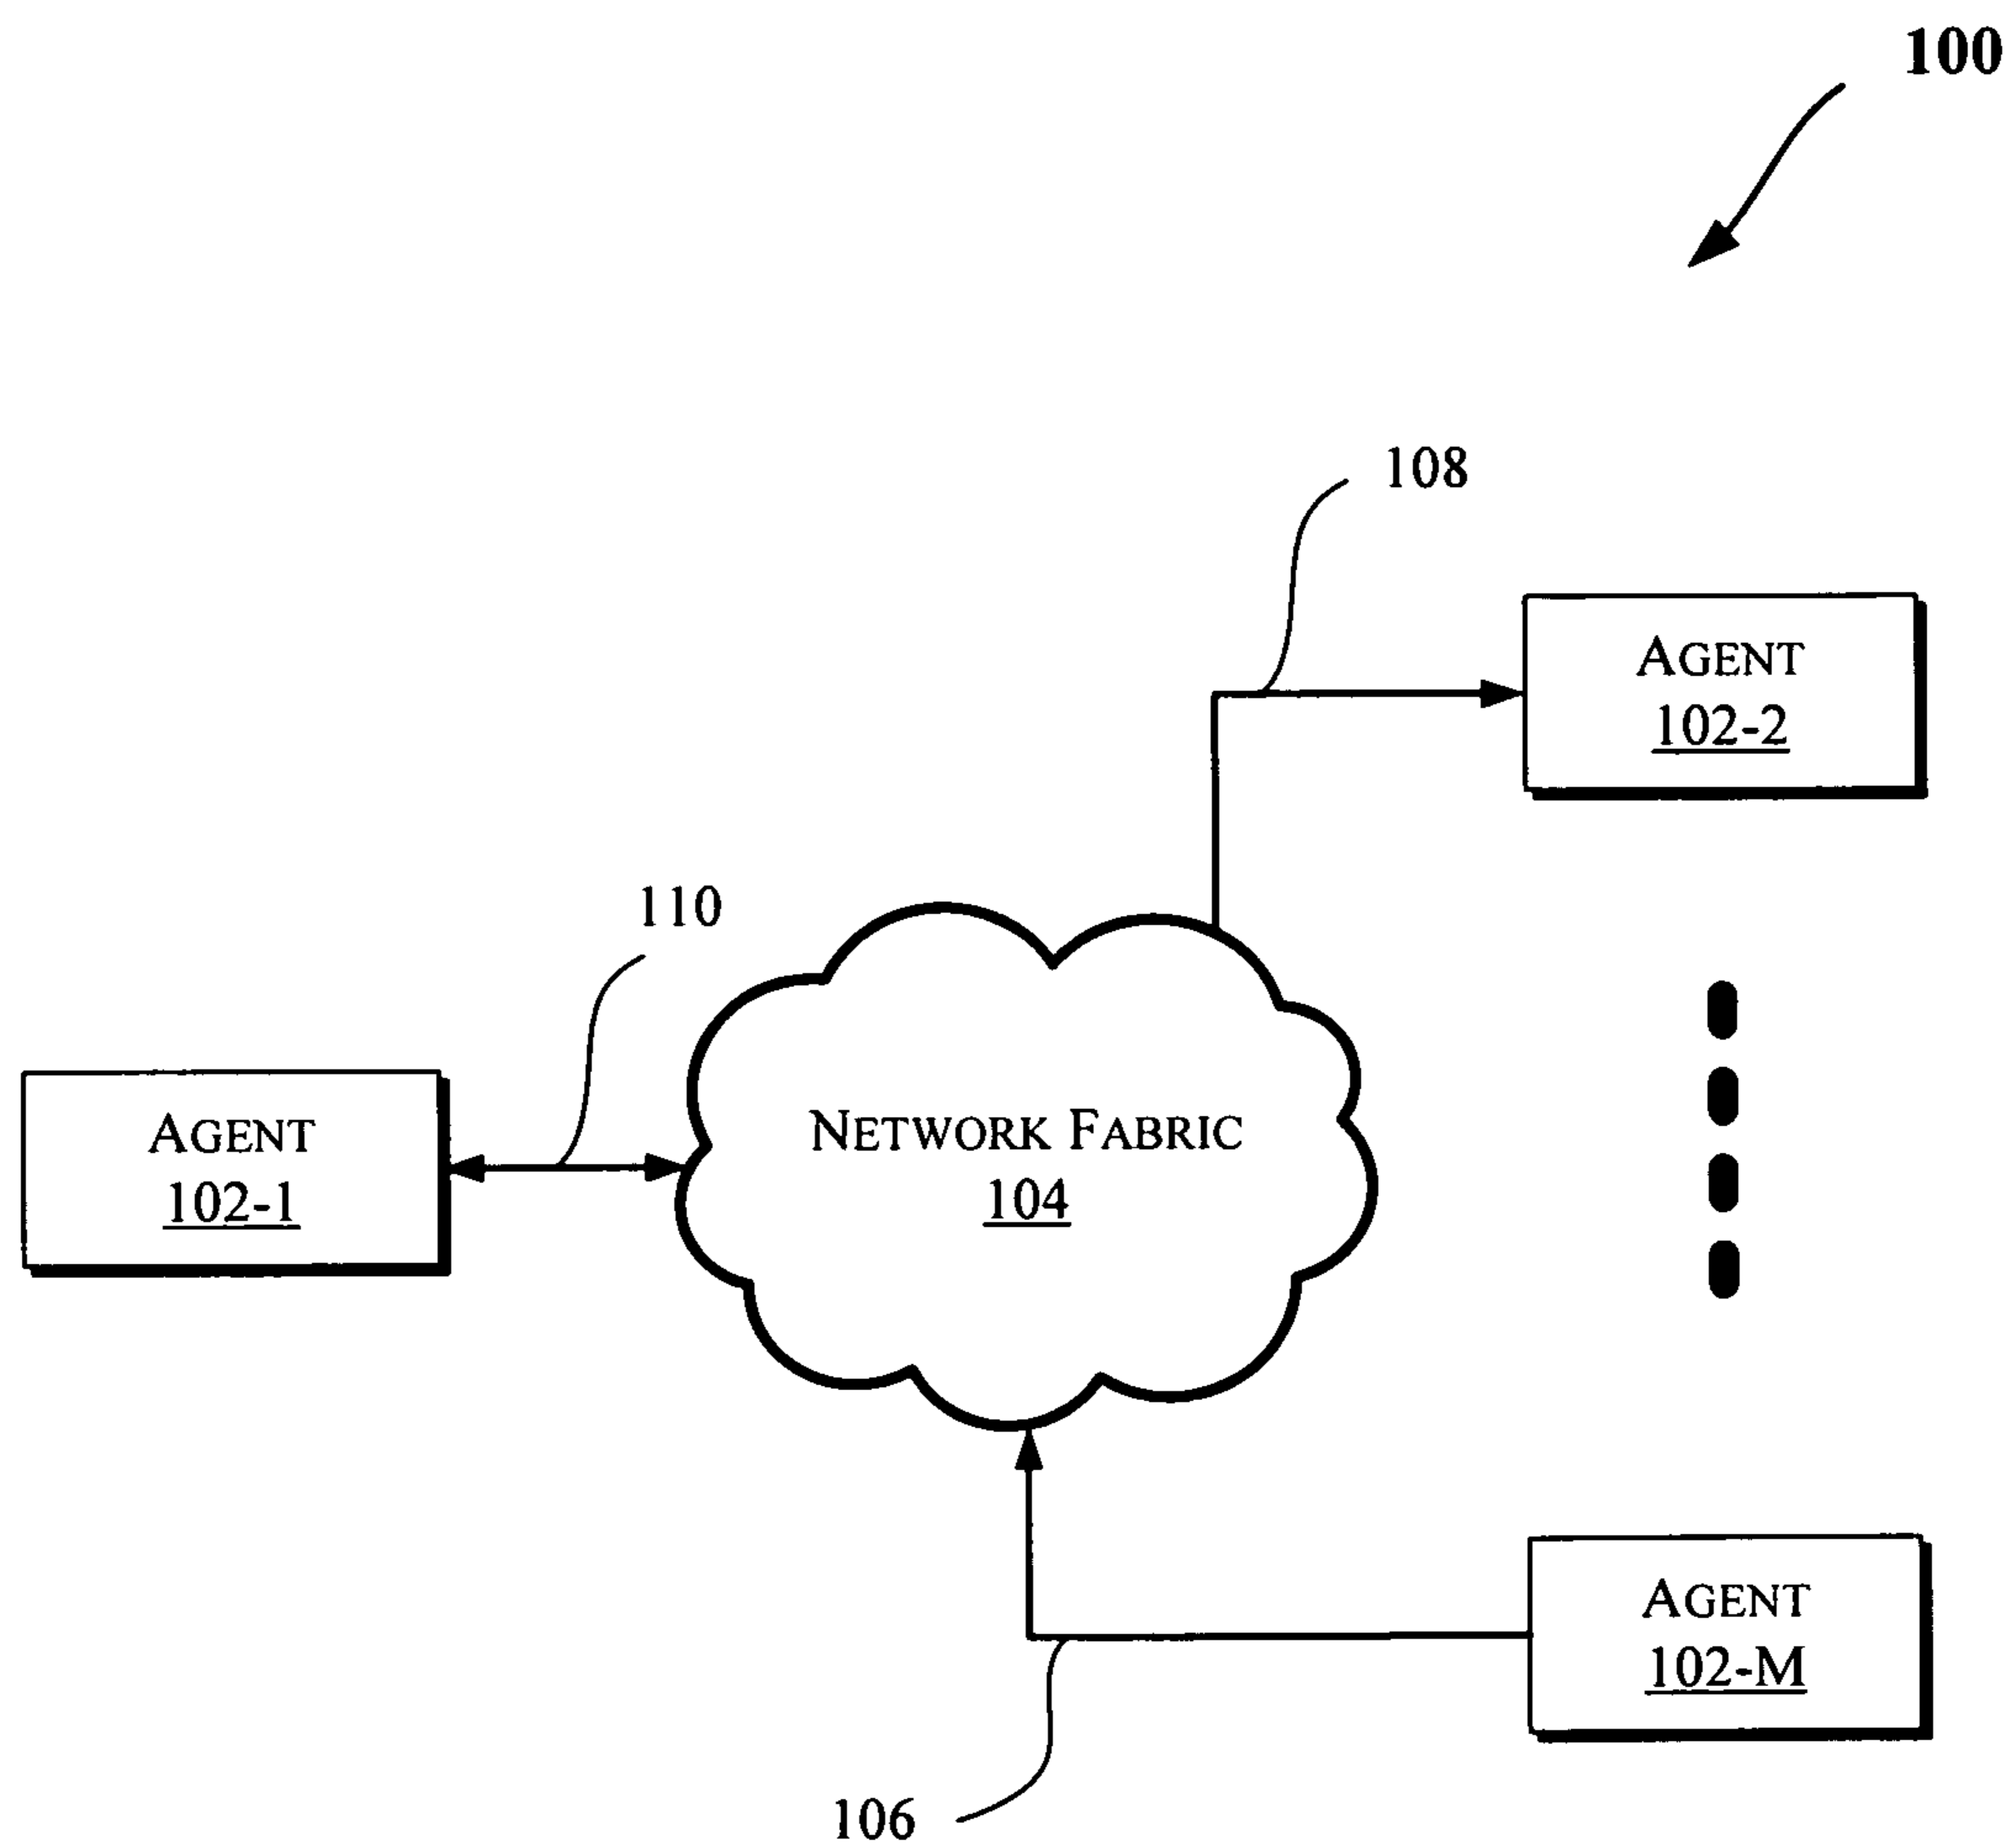 100
108
AGENT
102-2
110
AGENT
102-1
NETWORK FABRIC
104
AGENT
102-M
106